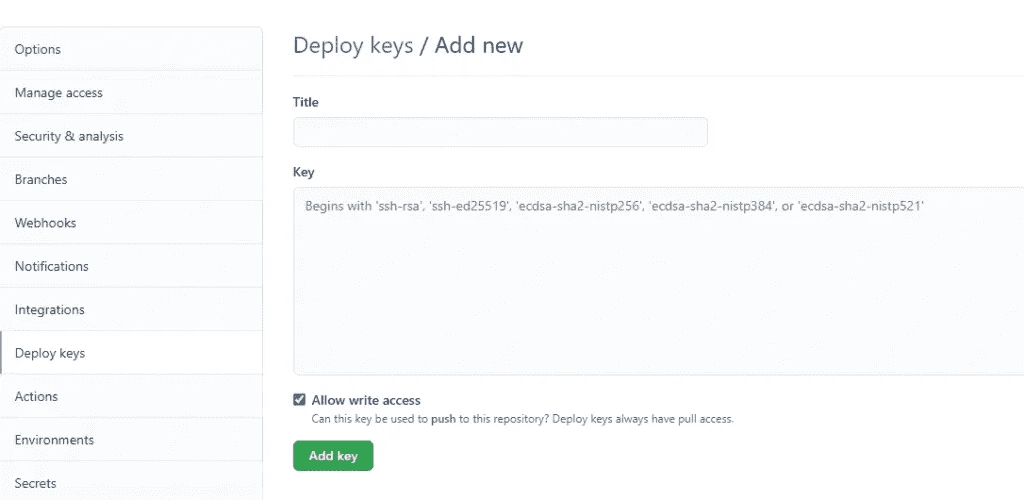 Options
Manage access
Security & analysis
Branches
Webhooks
Notifications
Integrations
Deploy keys
Actions
Environments
Secrets
Deploy keys / Add new
Title
Key
Begins with 'ssh-rsa', 'ssh-ed25519', 'ecdsa-sha2-nistp256', 'ecdsa-sha2-nistp384', or 'ecdsa-sha2-nistp521'
Allow write access
Can this key be used to push to this repository? Deploy keys always have pull access.
Add key